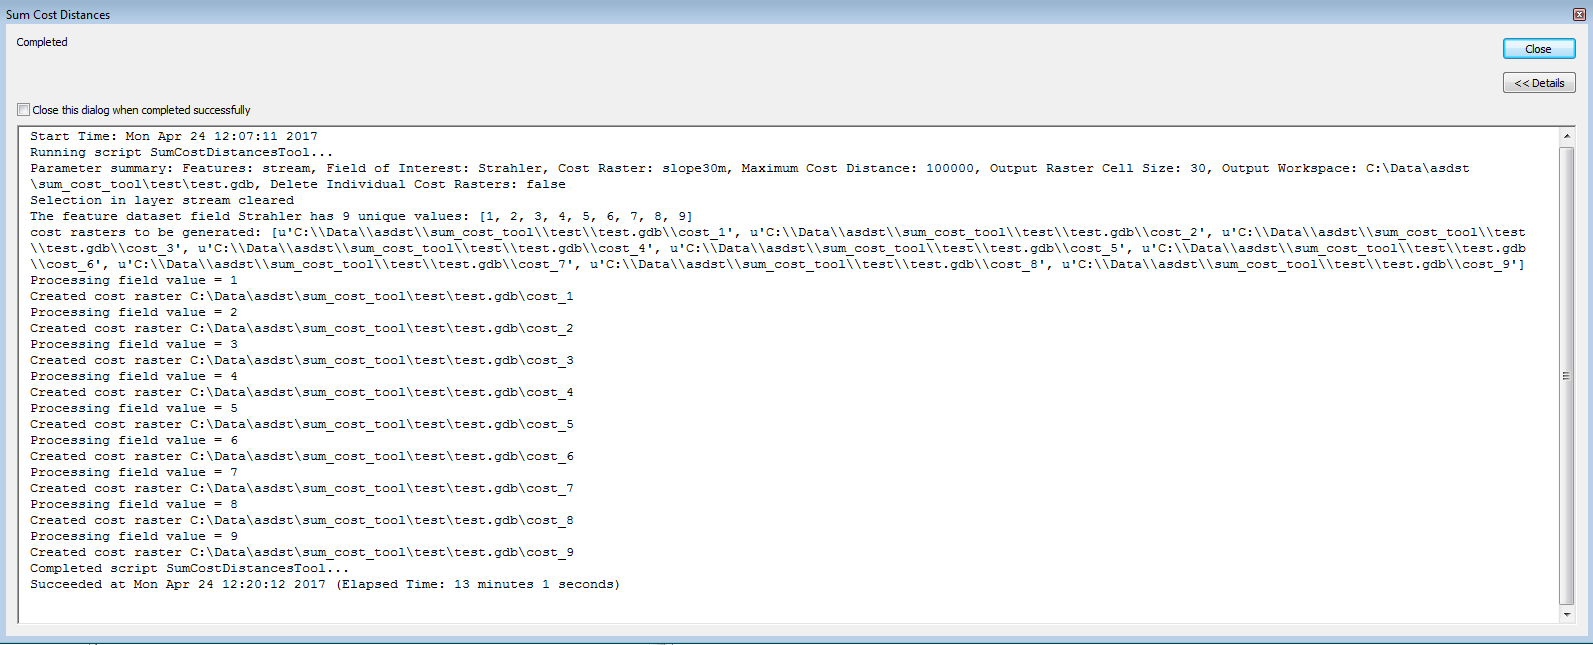 Sum Cost Distances
Completed
Close
<< Details
Close this dialog when completed successfully
Start Time: Mon Apr 24 12:07:11 2017
Running script SumCostDistancesTool...
Parameter summary: Features: stream, Field of Interest: Strahler, Cost Raster: slope30m, Maximum Cost Distance: 100000, Output Raster Cell Size: 30, Output Workspace: C:\Data\asdst
\sum_cost_tool\test\test.gdb, Delete Individual Cost Rasters: false
Selection in layer stream cleared
The feature dataset field Strahler has 9 unique values: [1, 2, 3, 4, 5, 6, 7, 8, 9]
cost rasters to be generated: [u'C:\\Data\\asdst\\sum_cost_tool\\test\\test.gdb\\cost_1', u'C:\\Data\\asdst\\sum_cost_tool\\test\\test.gdb\\cost_2', u'C:\\Data\\asdst\\sum_cost_tool\\test
\\test.gdb\\cost_3', u'C:\\Data\\asdst\\sum_cost_tool\\test\\test.gdb\\cost_4', u'C:\\Data\\asdst\\sum_cost_tool\\test\\test.gdb\\cost_5', u'C:\\Data\\asdst\\sum_cost_tool\\test\\test.gdb
\\cost_6', u'C:\\Data\\asdst\\sum_cost_tool\\test\\test.gdb\\cost_7', u'C:\\Data\\asdst\\sum_cost_tool\\test\\test.gdb\\cost_8', u'C:\\Data\\asdst\\sum_cost_tool\\test\\test.gdb\\cost_9']
Processing field value = 1
Created cost raster C:\Data\asdst\sum_cost_tool\test\test.gdb\cost_1
Processing field value = 2
Created cost raster C:\Data\asdst\sum_cost_tool\test\test.gdb\cost_2
Processing field value = 3
Created cost raster C:\Data\asdst\sum_cost_tool\test\test.gdb\cost_3
Processing field value = 4
Created cost raster C:\Data\asdst\sum_cost_tool\test\test.gdb\cost_4
Processing field value = 5
Created cost raster C:\Data\asdst\sum_cost_tool\test\test.gdb\cost_5
Processing field value = 6
Created cost raster C:\Data\asdst\sum_cost_tool\test\test.gdb\cost_6
Processing field value = 7
Created cost raster C:\Data\asdst\sum_cost_tool\test\test.gdb\cost_7
Processing field value = 8
Created cost raster C:\Data\asdst\sum_cost_tool\test\test.gdb\cost_8
Processing field value = 9
Created cost raster C:\Data\asdst\sum_cost_tool\test\test.gdb\cost_9
Completed script SumCostDistancesTool...
Succeeded at Mon Apr 24 12:20:12 2017 (Elapsed Time: 13 minutes 1 seconds)